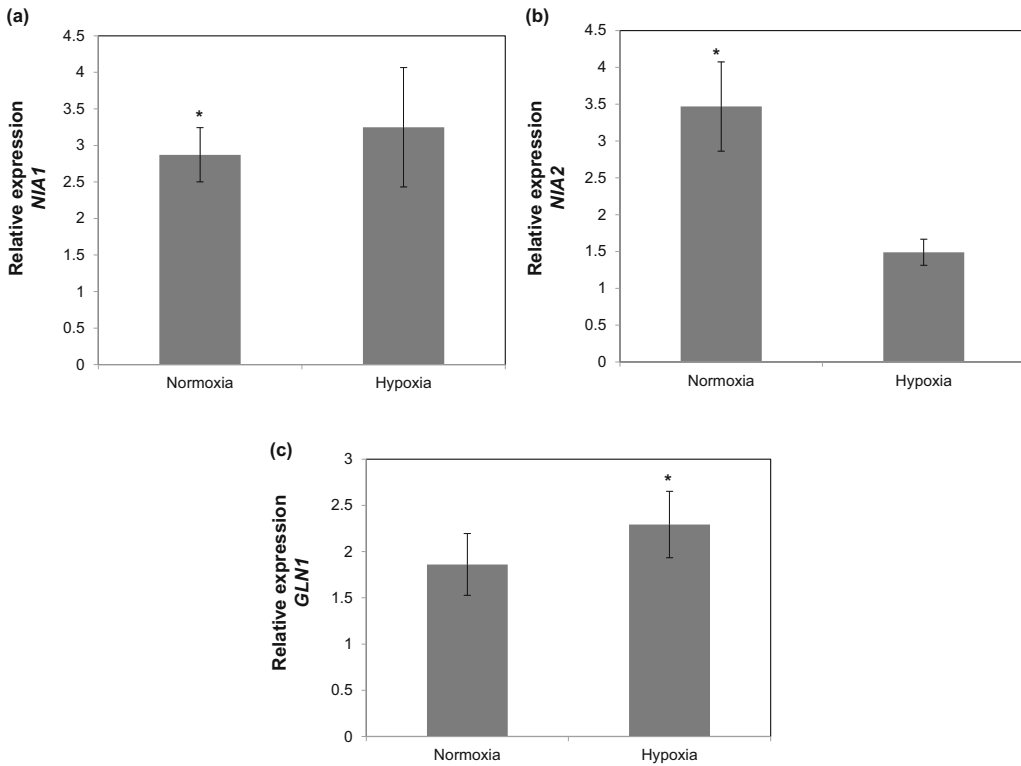 (a)
4.5
4
3.5
3
2.5
2
1.5
1
0.5
0
Relative expression
NIA1
*
Normoxia
Hypoxia
(b)
4.5
4
3.5
3
2.5
2
1.5
1
0.5
0
Relative expression
NIA2
*
Normoxia
Hypoxia
(c)
3
2.5
2
1.5
1
0.5
0
Relative expression
GLN1
*
Normoxia
Hypoxia